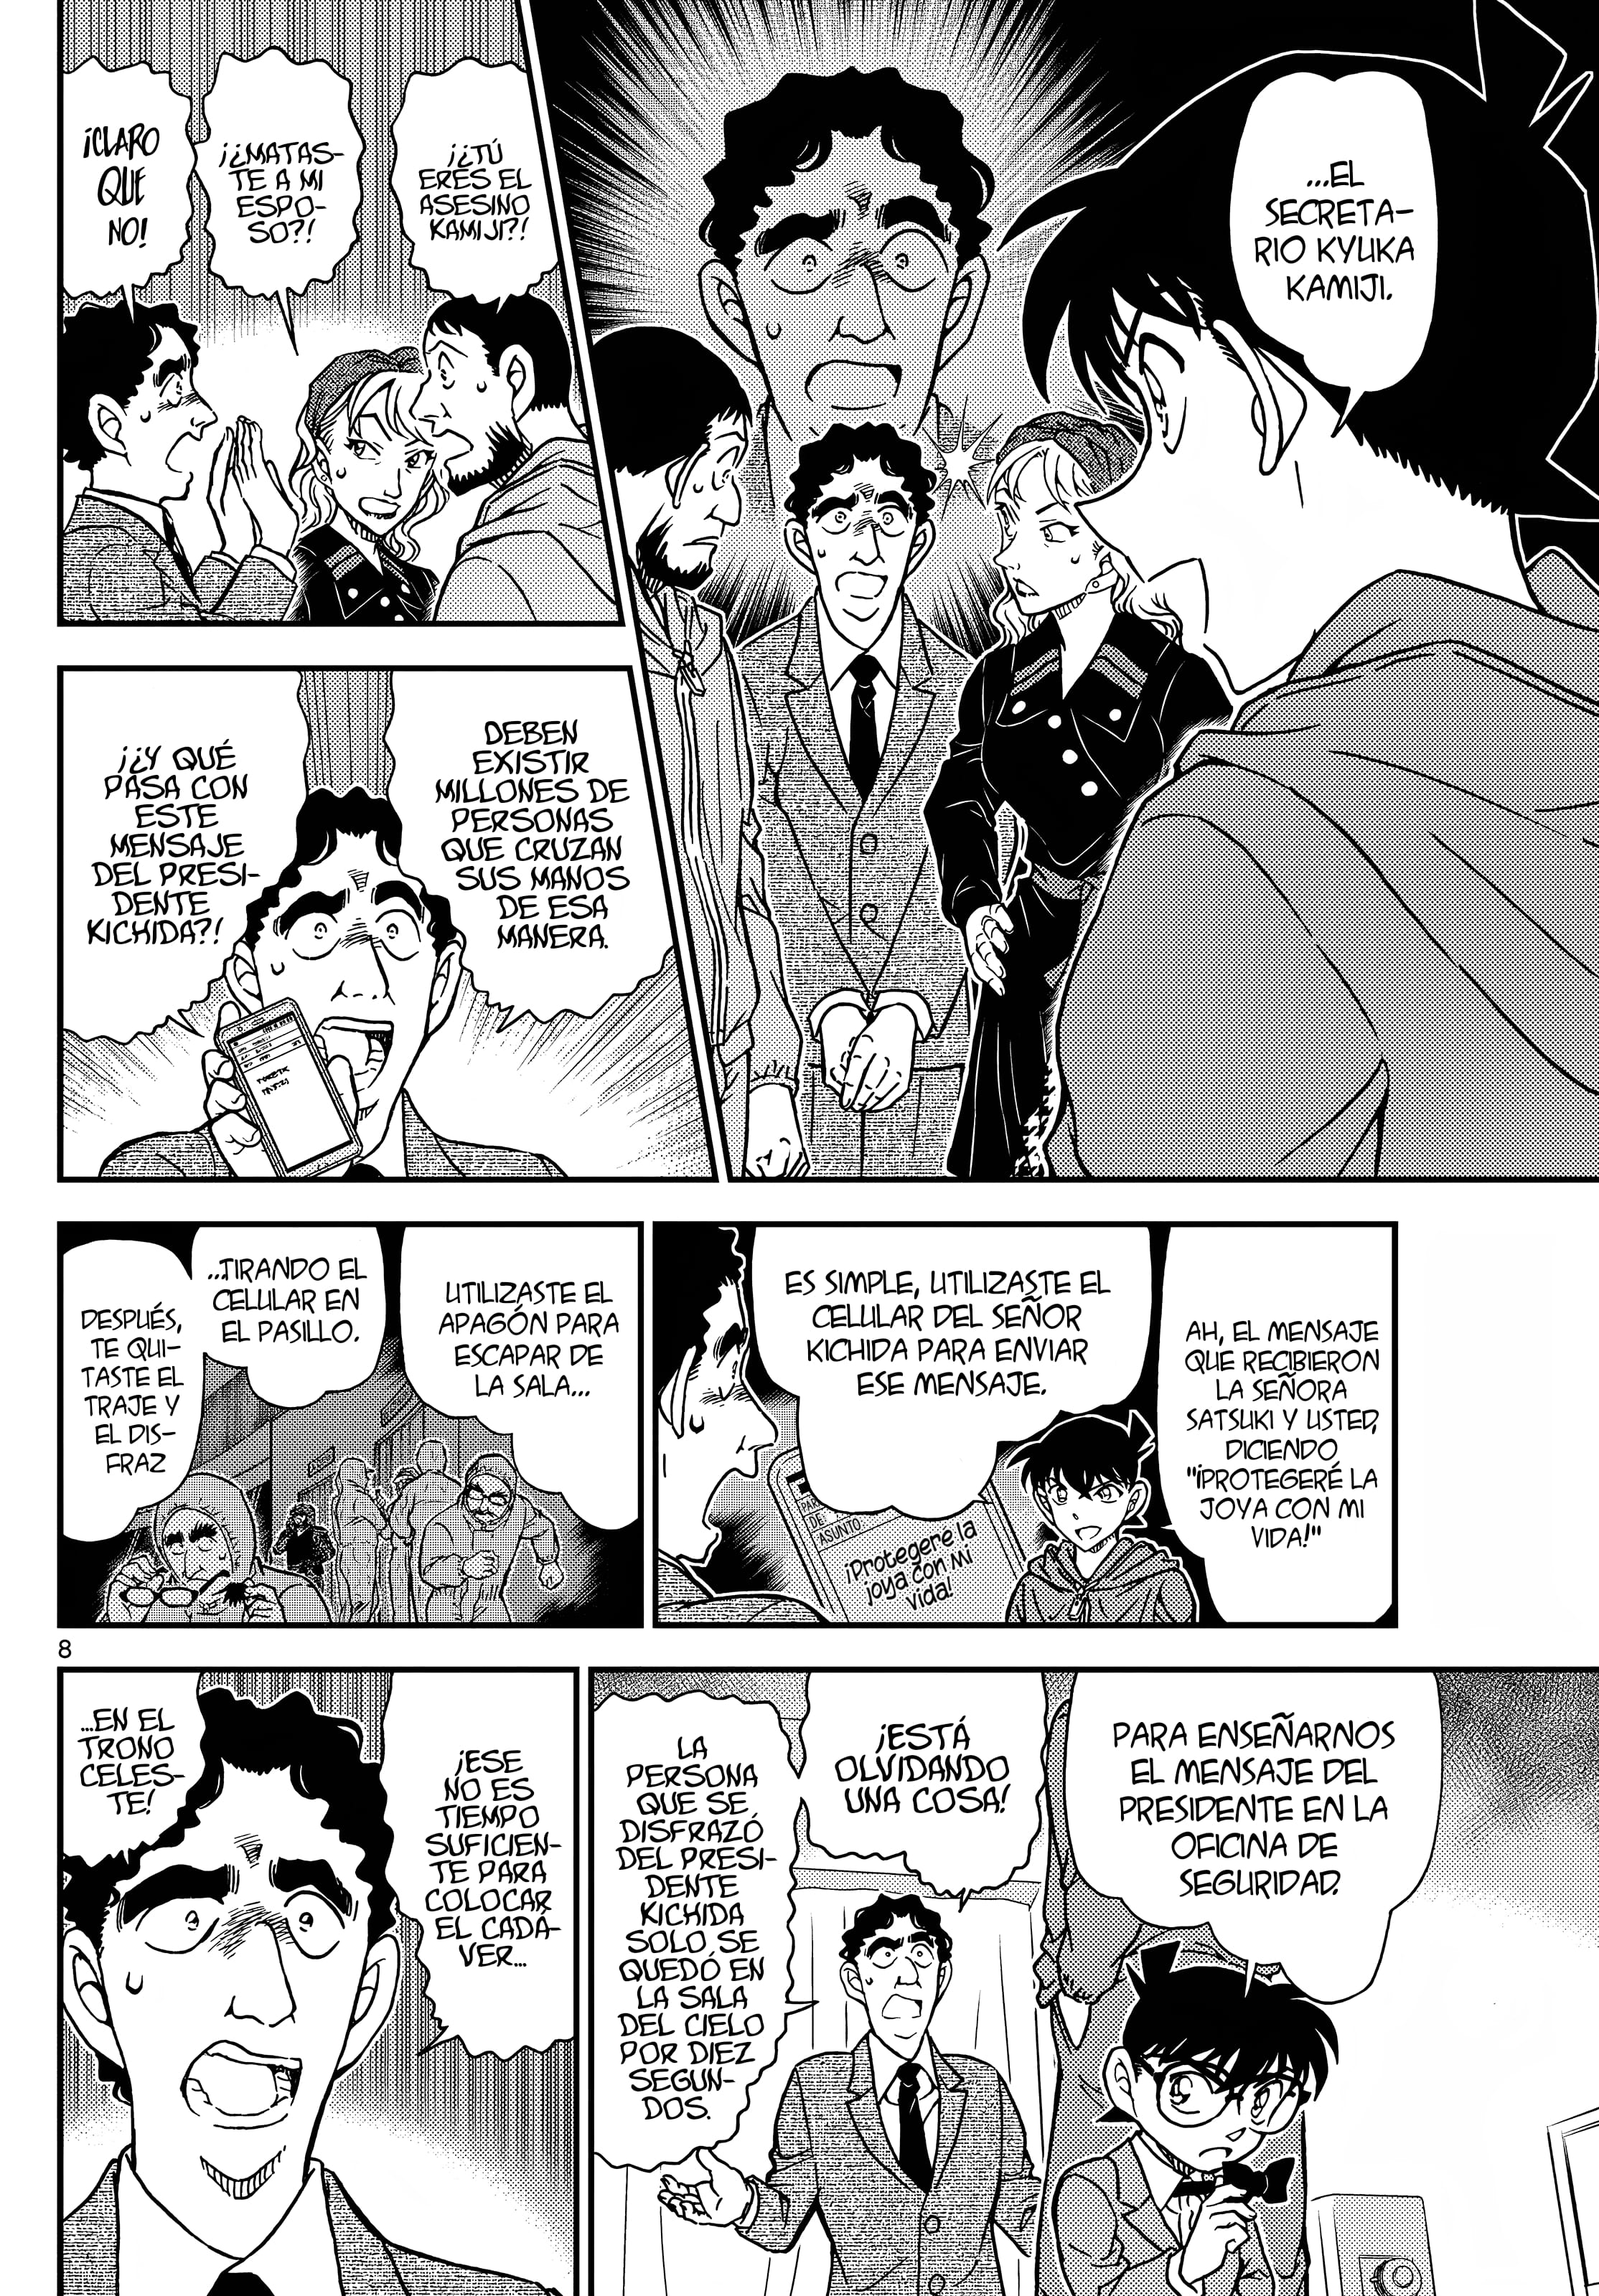 ...EL
SECRETA-
RIO KYUKA
KAMIJI.
¡¿TÚ
ERES EL
ASESINO
KAMIJI?!
¡¿MATAS-
TE A MI
ESPO-
SO?!
¡CLARO
QUE
NO!
DEBEN
EXISTIR
MILLONES DE
PERSONAS
QUE CRUZAN
SUS MANOS
DE ESA
MANERA.
¡¿Y QUÉ
PASA CON
ESTE
MENSAJE
DEL PRESI-
DENTE
KICHIDA?!
AH, EL MENSAJE
QUE RECIBIERON
LA SEÑORA
SATSUKI Y USTED,
DICIENDO
"¡PROTEGERÉ LA
JOYA CON MI
VIDA!"
ES SIMPLE, UTILIZASTE EL
CELULAR DEL SEÑOR
KICHIDA PARA ENVIAR
ESE MENSAJE.
DE
ASUNTO
¡Protegere la
joya con mi
vida!
UTILIZASTE EL
APAGÓN PARA
ESCAPAR DE
LA SALA...
...TIRANDO EL
CELULAR EN
EL PASILLO.
DESPUÉS,
TE QUI-
TASTE EL
TRAJE Y
EL DIS-
FRAZ
8
PARA ENSEÑARNOS
EL MENSAJE DEL
PRESIDENTE EN LA
OFICINA DE
SEGURIDAD.
¡ESTÁ
OLVIDANDO
UNA COSA!
LA
PERSONA
QUE SE
DISFRAZÓ
DEL PRESI-
DENTE
KICHIDA
SOLO SE
QUEDÓ EN
LA SALA
DEL CIELO
POR DIEZ
SEGUN-
DOS.
¡ESE
NO ES
TIEMPO
SUFICIEN-
TE PARA
COLOCAR
EL CADÁ-
VER...
...EN EL
TRONO
CELES-
TE!